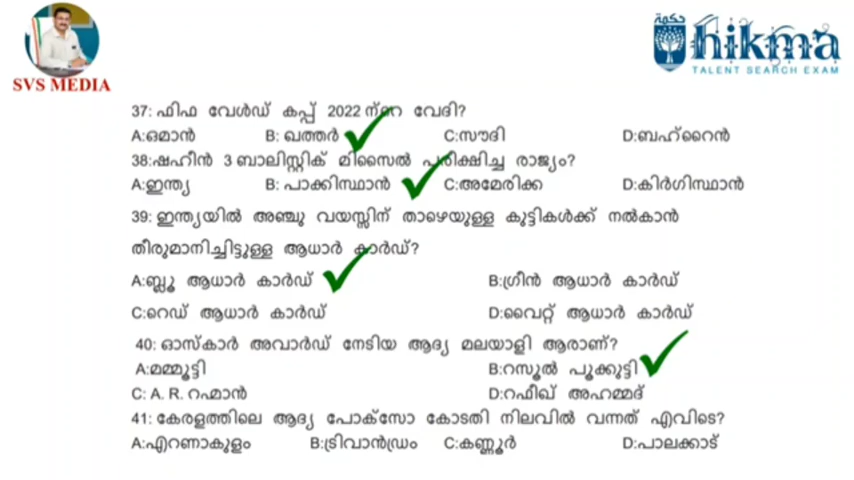 SVS MEDIA
حكمة
hikma
TALENT SEARCH EXAM
37: ഫിഫ വേൾഡ് കപ്പ് 2022 ന്റെ വേദി?
A:ഒമാൻ B: ഖത്തർ C:സൗദി D:ബഹ്റൈൻ
38:ഷഹീൻ 3 ബാലിസ്റ്റിക് മിസൈൽ പരീക്ഷിച്ച രാജ്യം?
A:ഇന്ത്യ B: പാക്കിസ്ഥാൻ C:അമേരിക്ക D:കിർഗിസ്ഥാൻ
39: ഇന്ത്യയിൽ അഞ്ചു വയസ്സിന് താഴെയുള്ള കുട്ടികൾക്ക് നൽകാൻ
തീരുമാനിച്ചിട്ടുള്ള ആധാർ കാർഡ്?
A:ബ്ലൂ ആധാർ കാർഡ് B:ഗ്രീൻ ആധാർ കാർഡ്
C:റെഡ് ആധാർ കാർഡ് D:വൈറ്റ് ആധാർ കാർഡ്
40: ഓസ്കാർ അവാർഡ് നേടിയ ആദ്യ മലയാളി ആരാണ്?
A:മമ്മൂട്ടി B:റസൂൽ പൂക്കുട്ടി
C: A. R. റഹ്മാൻ D:റഫീഖ് അഹമ്മദ്
41: കേരളത്തിലെ ആദ്യ പോക്സോ കോടതി നിലവിൽ വന്നത് എവിടെ?
A:എറണാകുളം B:ട്രിവാൻഡ്രം C:കണ്ണൂർ D:പാലക്കാട്